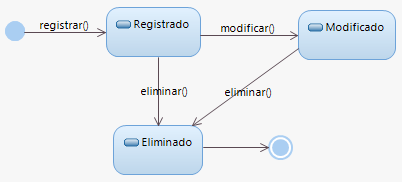 registrar()
Registrado
modificar()
Modificado
eliminar()
eliminar()
Eliminado